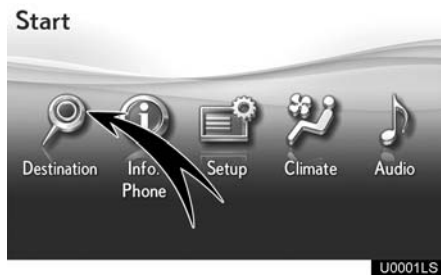 Start
Destination
Info.
Phone
Setup
Climate
Audio
U0001LS